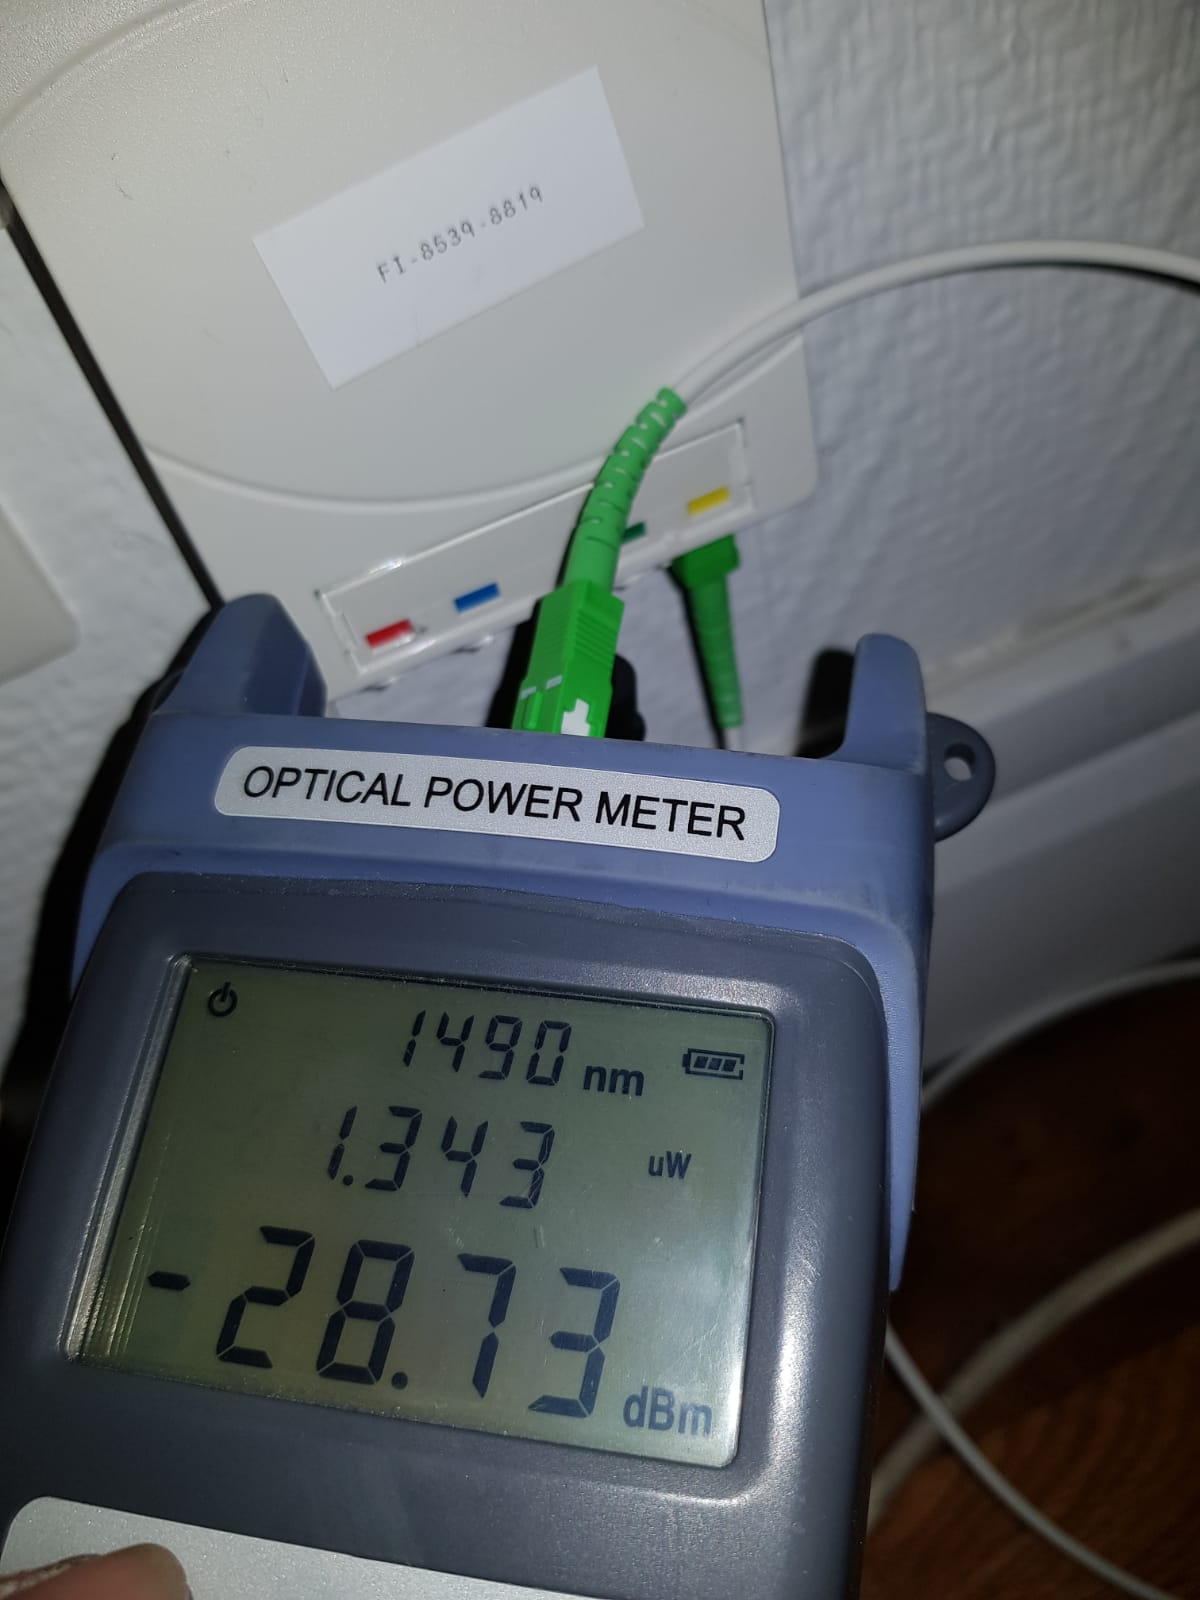 FI-8539-8819
OPTICAL POWER METER
1490 nm
1.343 uW
-28.73 dBm